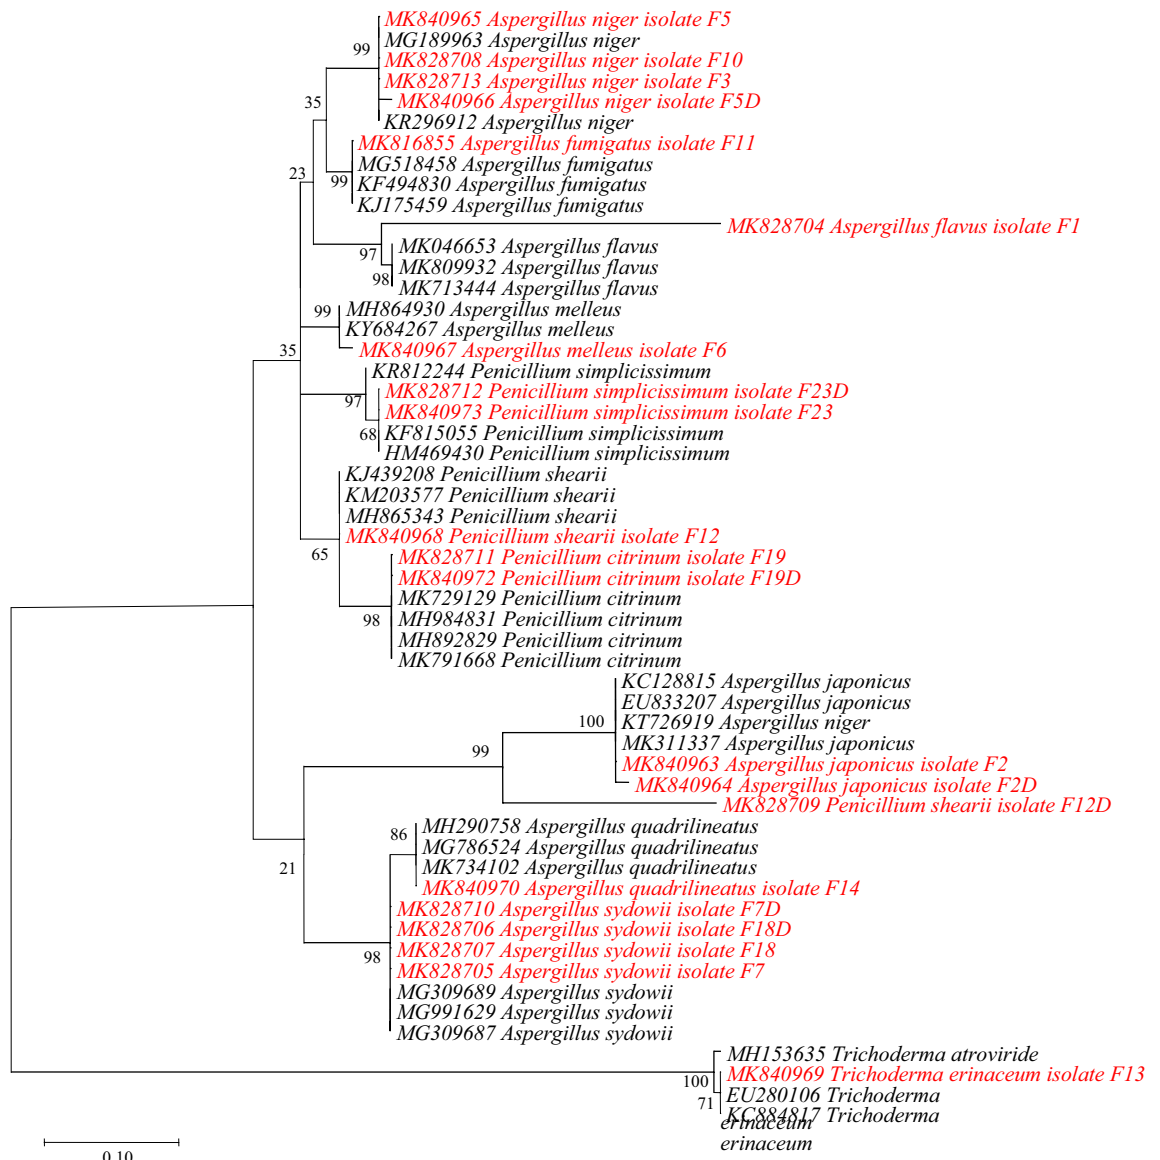 MK840965 Aspergillus niger isolate F5
MG189963 Aspergillus niger
99
MK828708 Aspergillus niger isolate F10
MK828713 Aspergillus niger isolate F3
MK840966 Aspergillus niger isolate F5D
35
KR296912 Aspergillus niger
MK816855 Aspergillus fumigatus isolate F11
MG518458 Aspergillus fumigatus
23
99
KF494830 Aspergillus fumigatus
KJ175459 Aspergillus fumigatus
MK828704 Aspergillus flavus isolate F1
MK046653 Aspergillus flavus
97
MK809932 Aspergillus flavus
98
MK713444 Aspergillus flavus
99
MH864930 Aspergillus melleus
KY684267 Aspergillus melleus
35
MK840967 Aspergillus melleus isolate F6
KR812244 Penicillium simplicissimum
MK828712 Penicillium simplicissimum isolate F23D
97
MK840973 Penicillium simplicissimum isolate F23
68
KF815055 Penicillium simplicissimum
HM469430 Penicillium simplicissimum
KJ439208 Penicillium shearii
KM203577 Penicillium shearii
MH865343 Penicillium shearii
MK840968 Penicillium shearii isolate F12
65
MK828711 Penicillium citrinum isolate F19
MK840972 Penicillium citrinum isolate F19D
MK729129 Penicillium citrinum
98
MH984831 Penicillium citrinum
MH892829 Penicillium citrinum
MK791668 Penicillium citrinum
KC128815 Aspergillus japonicus
EU833207 Aspergillus japonicus
100
KT726919 Aspergillus niger
MK311337 Aspergillus japonicus
99
MK840963 Aspergillus japonicus isolate F2
MK840964 Aspergillus japonicus isolate F2D
MK828709 Penicillium shearii isolate F12D
86
MH290758 Aspergillus quadrilineatus
MG786524 Aspergillus quadrilineatus
21
MK734102 Aspergillus quadrilineatus
MK840970 Aspergillus quadrilineatus isolate F14
MK828710 Aspergillus sydowii isolate F7D
MK828706 Aspergillus sydowii isolate F18D
98
MK828707 Aspergillus sydowii isolate F18
MK828705 Aspergillus sydowii isolate F7
MG309689 Aspergillus sydowii
MG991629 Aspergillus sydowii
MG309687 Aspergillus sydowii
MH153635 Trichoderma atroviride
100
MK840969 Trichoderma erinaceum isolate F13
71
EU280106 Trichoderma
KC884817 Trichoderma
erinaceum
erinaceum
0.10